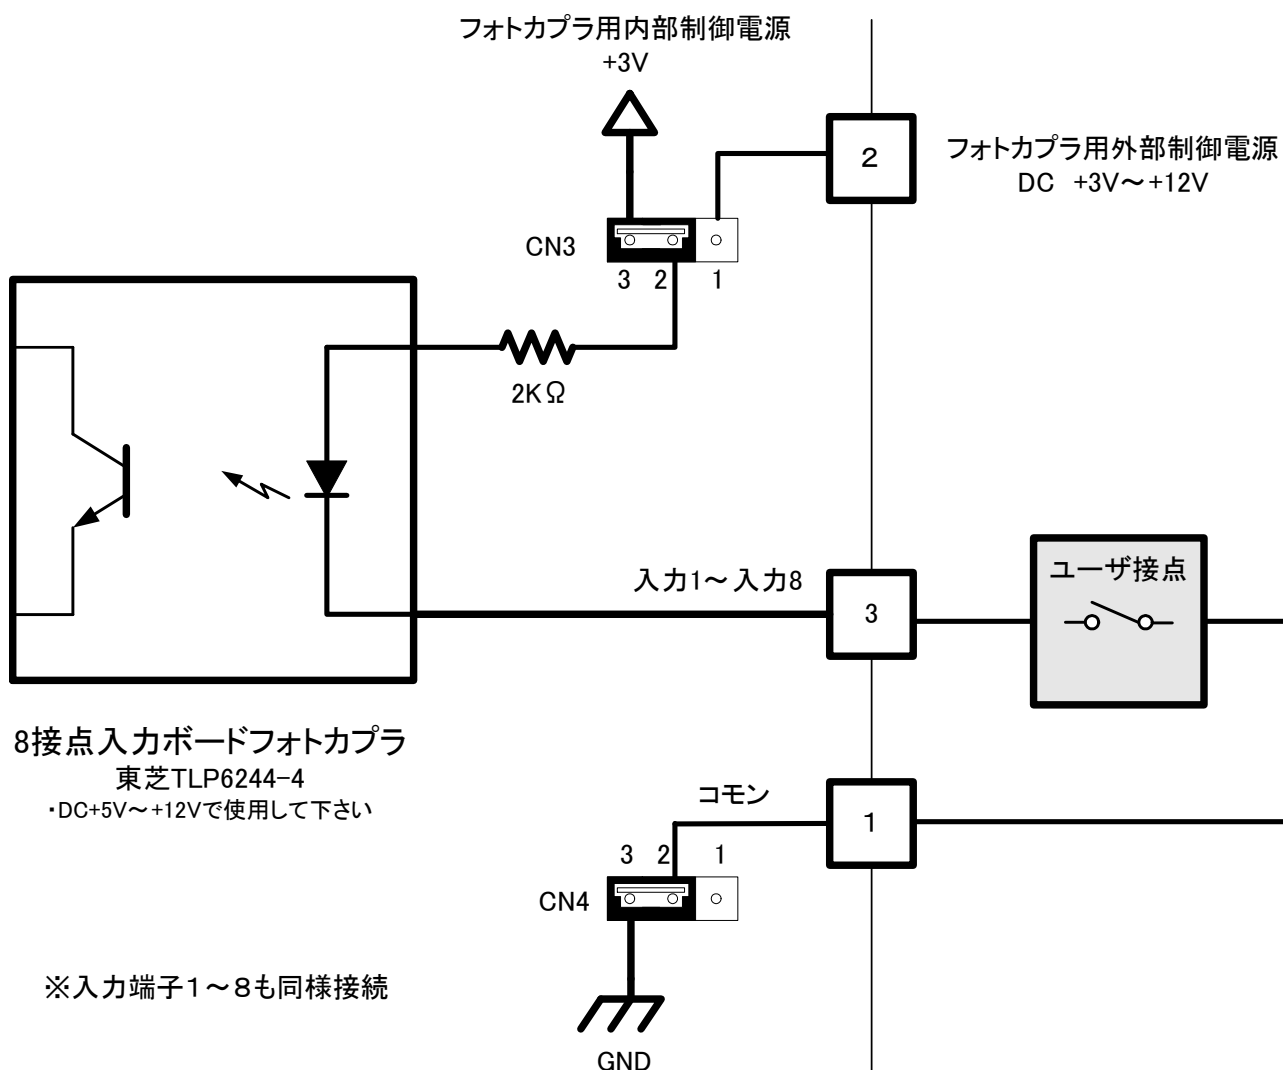 フォトカプラ用内部制御電源
+3V
2
フォトカプラ用外部制御電源
DC +3V～+12V
CN3
3 2 1
2KΩ
入力1～入力8
3
ユーザ接点
8接点入力ボードフォトカプラ
東芝TLP6244-4
・DC+5V～+12Vで使用して下さい
コモン
1
3 2 1
CN4
※入力端子１～８も同様接続
GND